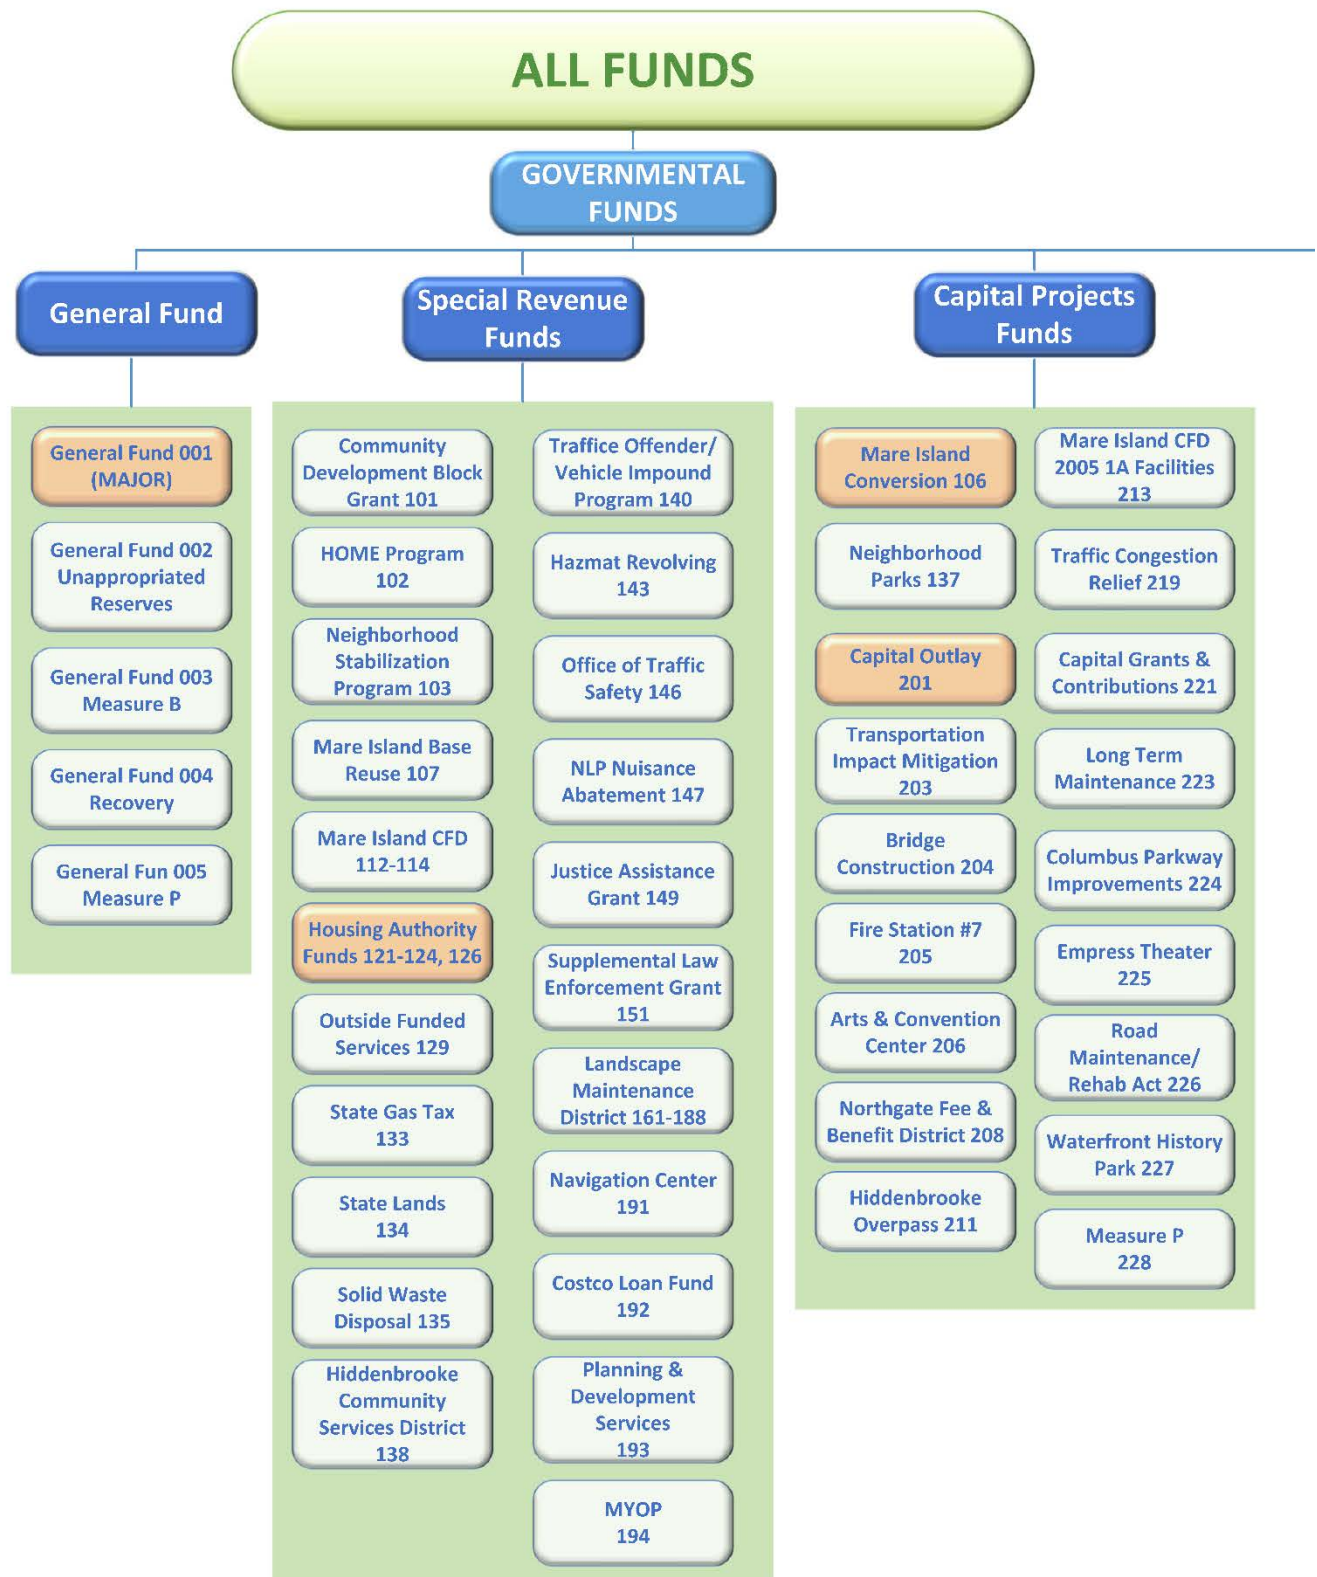 ALL FUNDS
GOVERNMENTAL
FUNDS
General Fund
General Fund 001
(MAJOR)
General Fund 002
Unappropriated
Reserves
General Fund 003
Measure B
General Fund 004
Recovery
General Fun 005
Measure P
Special Revenue
Funds
Community
Development Block
Grant 101
HOME Program
102
Neighborhood
Stabilization
Program 103
Mare Island Base
Reuse 107
Mare Island CFD
112-114
Housing Authority
Funds 121-124, 126
Outside Funded
Services 129
State Gas Tax
133
State Lands
134
Solid Waste
Disposal 135
Hiddenbrooke
Community
Services District
138
Traffice Offender/
Vehicle Impound
Program 140
Hazmat Revolving
143
Office of Traffic
Safety 146
NLP Nuisance
Abatement 147
Justice Assistance
Grant 149
Supplemental Law
Enforcement Grant
151
Landscape
Maintenance
District 161-188
Navigation Center
191
Costco Loan Fund
192
Planning &
Development
Services
193
MYOP
194
Capital Projects
Funds
Mare Island
Conversion 106
Neighborhood
Parks 137
Capital Outlay
201
Transportation
Impact Mitigation
203
Bridge
Construction 204
Fire Station #7
205
Arts & Convention
Center 206
Northgate Fee &
Benefit District 208
Hiddenbrooke
Overpass 211
Mare Island CFD
2005 1A Facilities
213
Traffic Congestion
Relief 219
Capital Grants &
Contributions 221
Long Term
Maintenance 223
Columbus Parkway
Improvements 224
Empress Theater
225
Road
Maintenance/
Rehab Act 226
Waterfront History
Park 227
Measure P
228